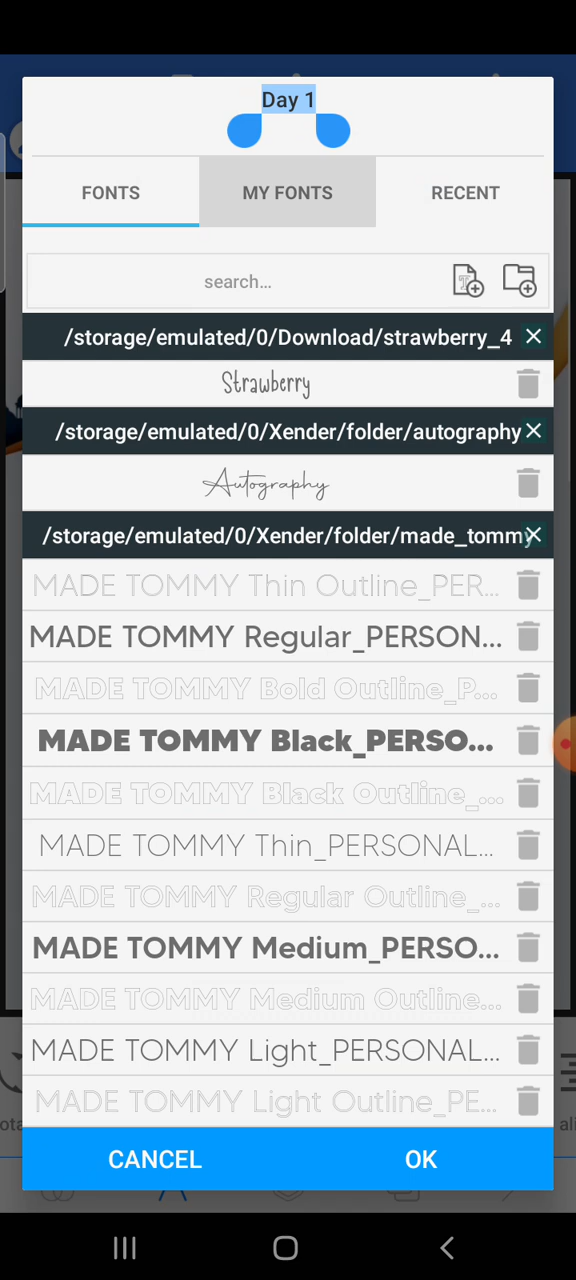 Day 1
FONTS
MY FONTS
RECENT
search...
/storage/emulated/0/Download/strawberry_4
Strawberry
/storage/emulated/0/Xender/folder/autography
Autography
/storage/emulated/0/Xender/folder/made_tommy
MADE TOMMY Thin Outline_PER...
MADE TOMMY Regular_PERSON...
MADE TOMMY Bold Outline_P...
MADE TOMMY Black_PERSO...
MADE TOMMY Black Outline_...
MADE TOMMY Thin_PERSONAL...
MADE TOMMY Regular Outline_...
MADE TOMMY Medium_PERSO...
MADE TOMMY Medium Outline...
MADE TOMMY Light_PERSONAL...
MADE TOMMY Light Outline_PE...
CANCEL
OK